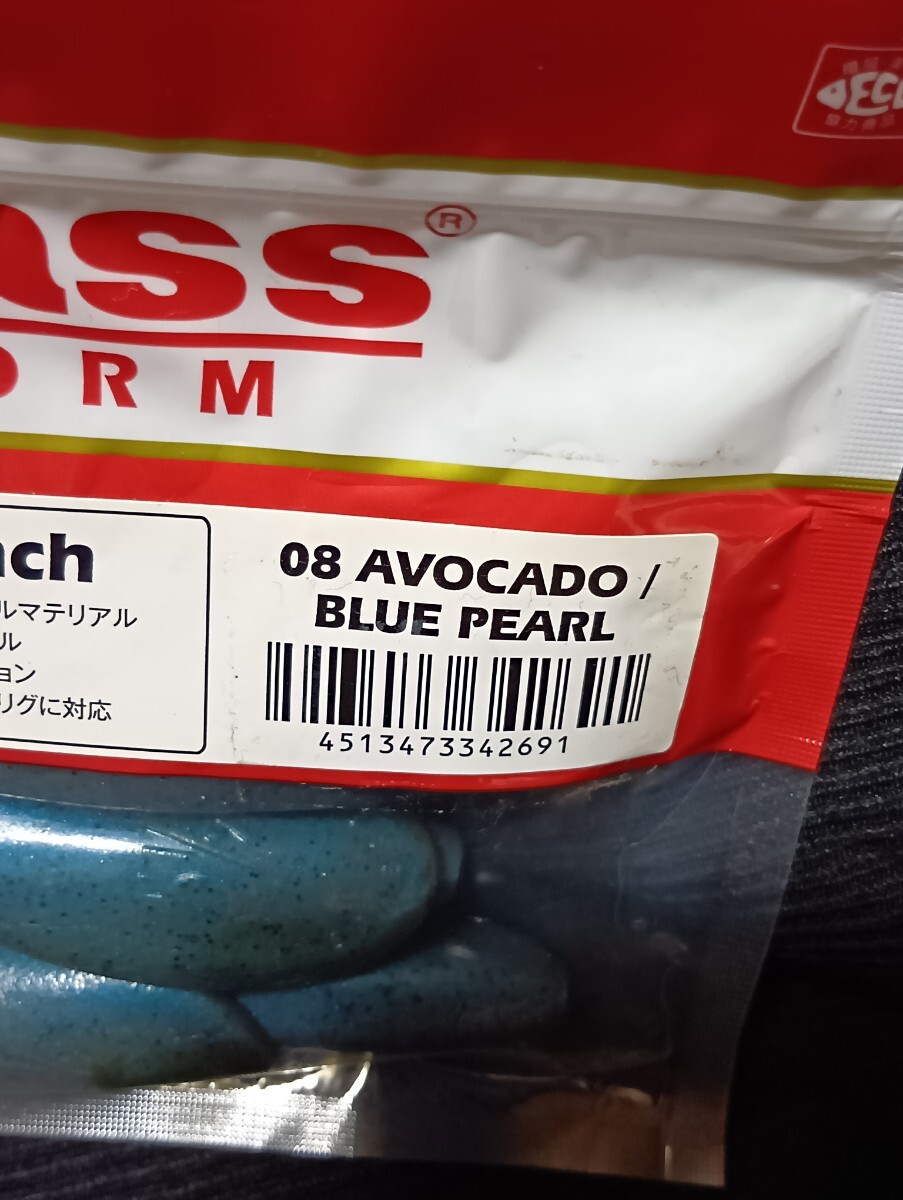 ECO
ass®
ORM
nch
ルマテリアル
ル
ョン
リグに対応
08 AVOCADO /
BLUE PEARL
4513473342691